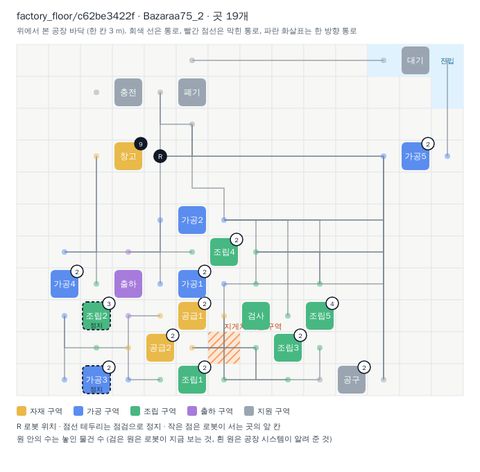 factory_floor/c62be3422f · Bazaraa75_2 · 곳 19개
위에서 본 공장 바닥 (한 칸 3 m). 회색 선은 통로, 빨간 점선은 막힌 통로, 파란 화살표는 한 방향 통로
대기
충전
폐기
창고
9
R
가공5
2
가공2
조립4
2
가공4
2
출하
가공1
2
조립2
3
정지
공급1
2
검사
조립5
4
지게차
구역
공급2
2
조립3
2
가공3
2
정지
조립1
2
공구
2
자재 구역
가공 구역
조립 구역
출하 구역
지원 구역
R 로봇 위치 · 점선 테두리는 점검으로 정지 · 작은 점은 로봇이 서는 곳의 앞 칸
원 안의 수는 놓인 물건 수 (검은 원은 로봇이 지금 보는 것, 흰 원은 공장 시스템이 알려 준 것)